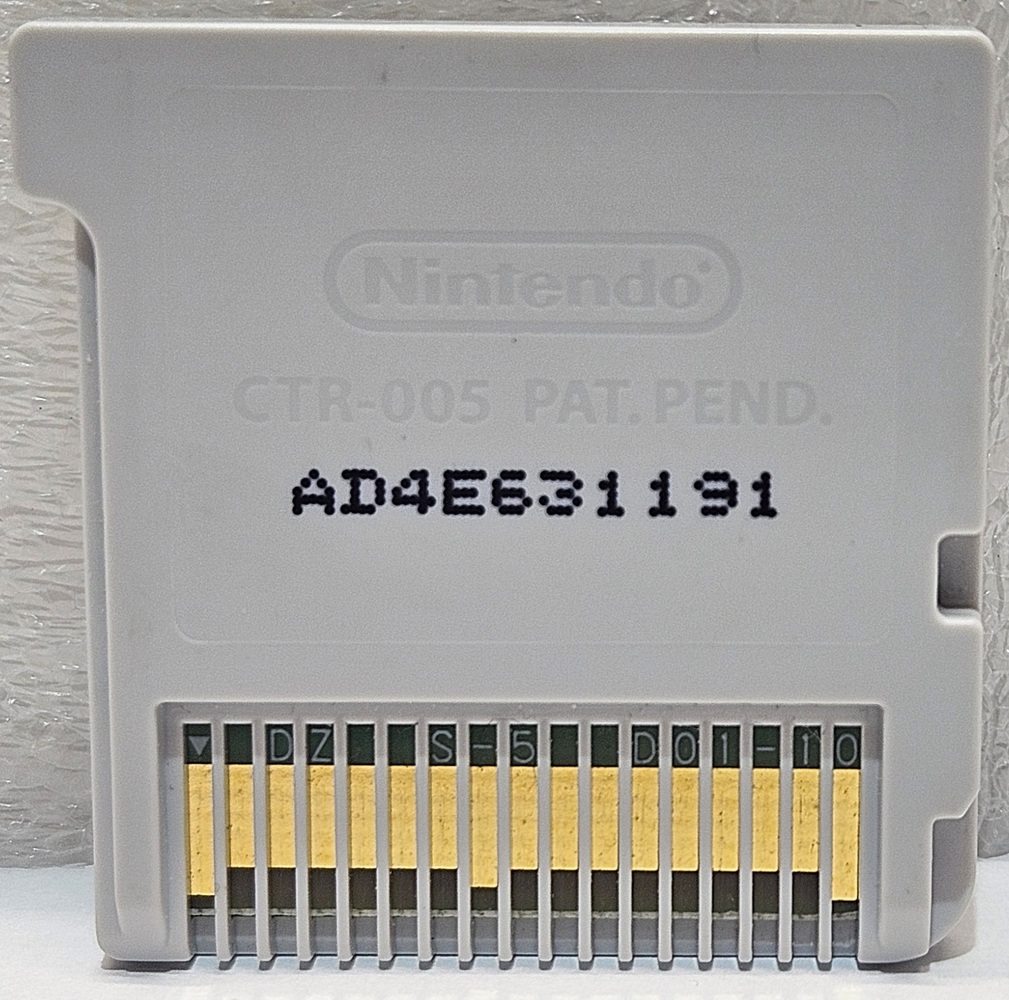 Nintendo
CTR-005 PAT. PEND.
AD4E631191
DZ S-5 D01-10